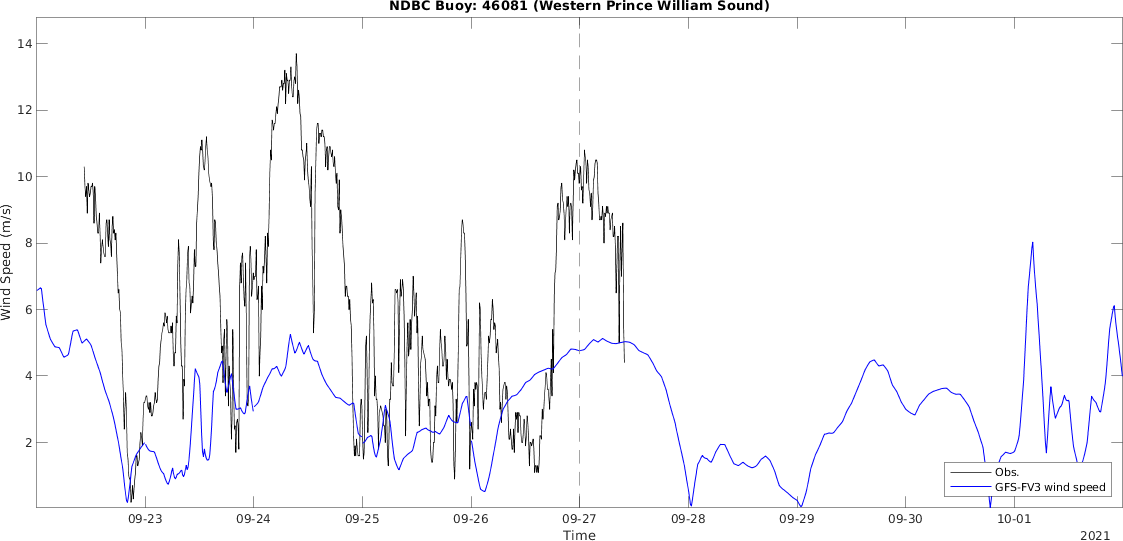 NDBC Buoy: 46081 (Western Prince William Sound)
Wind Speed (m/s)
14
12
10
8
6
4
2
09-23 09-24 09-25 09-26 09-27 09-28 09-29 09-30 10-01
Time
2021
Obs.
GFS-FV3 wind speed